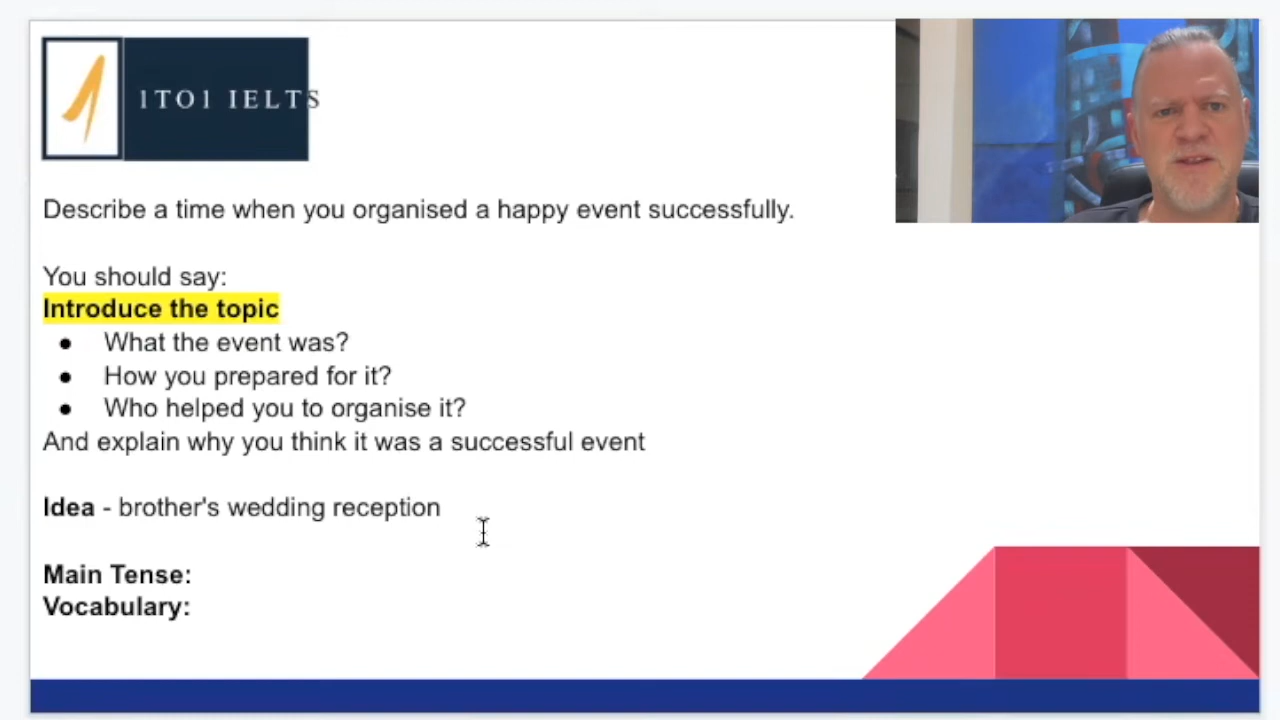 1TO1 IELTS
Describe a time when you organised a happy event successfully.
You should say:
Introduce the topic
● What the event was?
● How you prepared for it?
● Who helped you to organise it?
And explain why you think it was a successful event
Idea - brother's wedding reception
Main Tense:
Vocabulary: